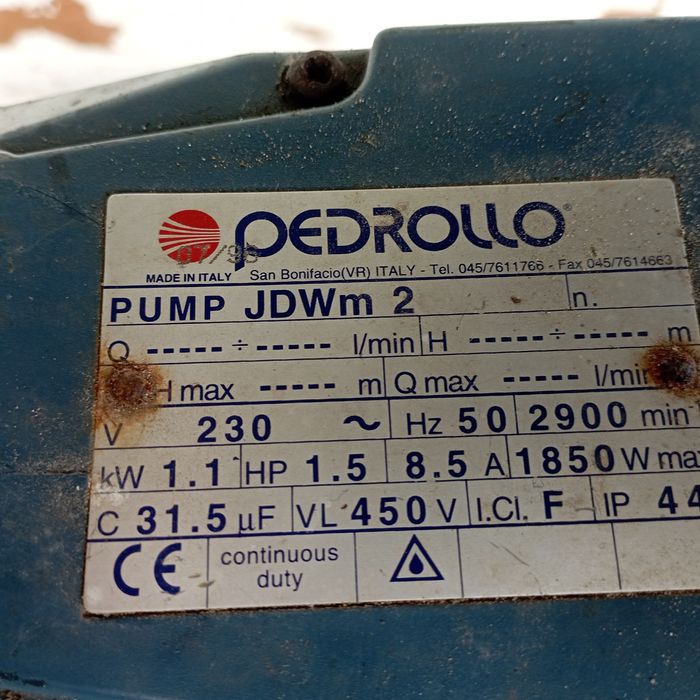 PEDROLLO®
MADE IN ITALY San Bonifacio(VR) ITALY - Tel. 045/7611766 - Fax 045/7614663
PUMP JDWm 2 n.
Q ----- ÷ ----- l/min H ----- ÷ ----- m
H max ----- m Q max ----- l/min
V 230 ~ Hz 50 2900 min
kW 1.1 HP 1.5 8.5 A 1850 W max
C 31.5 µF VL 450 V I.Cl. F IP 44
CE continuous
duty